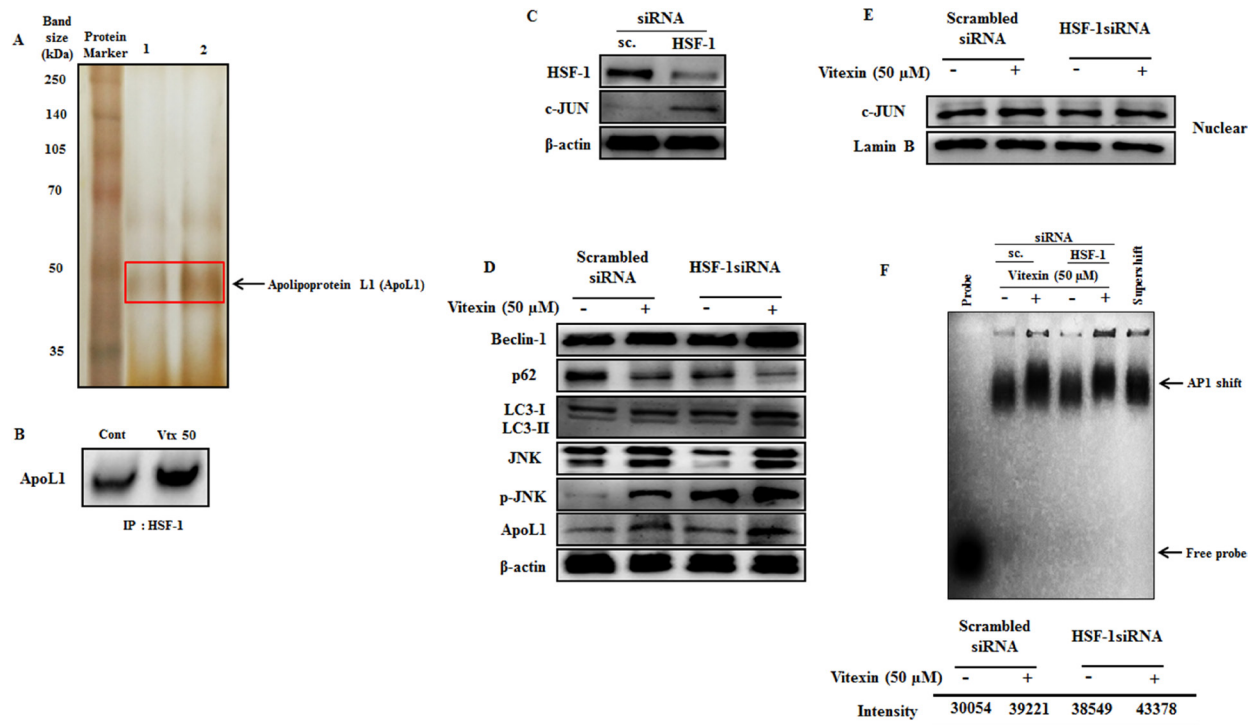 A
Band
size
(kDa)
Protein
Marker
1
2
250
140
105
70
50
35
Apolipoprotein L1 (ApoL1)
B
Cont
Vtx 50
ApoL1
IP : HSF-1
C
siRNA
sc.
HSF-1
HSF-1
c-JUN
β-actin
D
Scrambled
siRNA
HSF-1siRNA
Vitexin (50 µM)
-
+
-
+
Beclin-1
p62
LC3-I
LC3-II
JNK
p-JNK
ApoL1
β-actin
E
Scrambled
siRNA
HSF-1siRNA
Vitexin (50 µM)
-
+
-
+
c-JUN
Lamin B
Nuclear
F
Probe
siRNA
sc.
HSF-1
Vitexin (50 µM)
-
+
-
+
Supershift
AP1 shift
Free probe
Scrambled
siRNA
HSF-1siRNA
Vitexin (50 µM)
-
+
-
+
Intensity
30054
39221
38549
43378